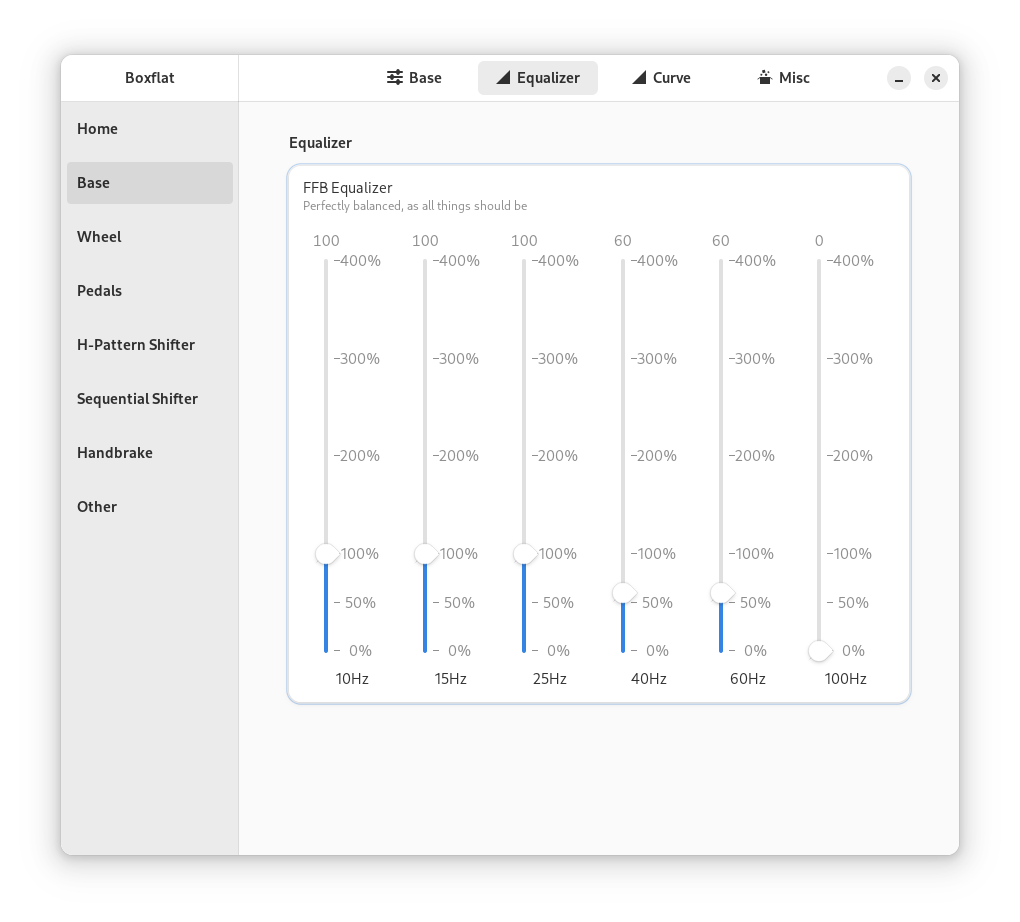 Boxflat
Base
Equalizer
Curve
Misc
Home
Base
Wheel
Pedals
H-Pattern Shifter
Sequential Shifter
Handbrake
Other
Equalizer
FFB Equalizer
Perfectly balanced, as all things should be
100 100 100 60 60 0
400% 400% 400% 400% 400% 400%
300% 300% 300% 300% 300% 300%
200% 200% 200% 200% 200% 200%
100% 100% 100% 100% 100% 100%
50% 50% 50% 50% 50% 50%
0% 0% 0% 0% 0% 0%
10Hz 15Hz 25Hz 40Hz 60Hz 100Hz